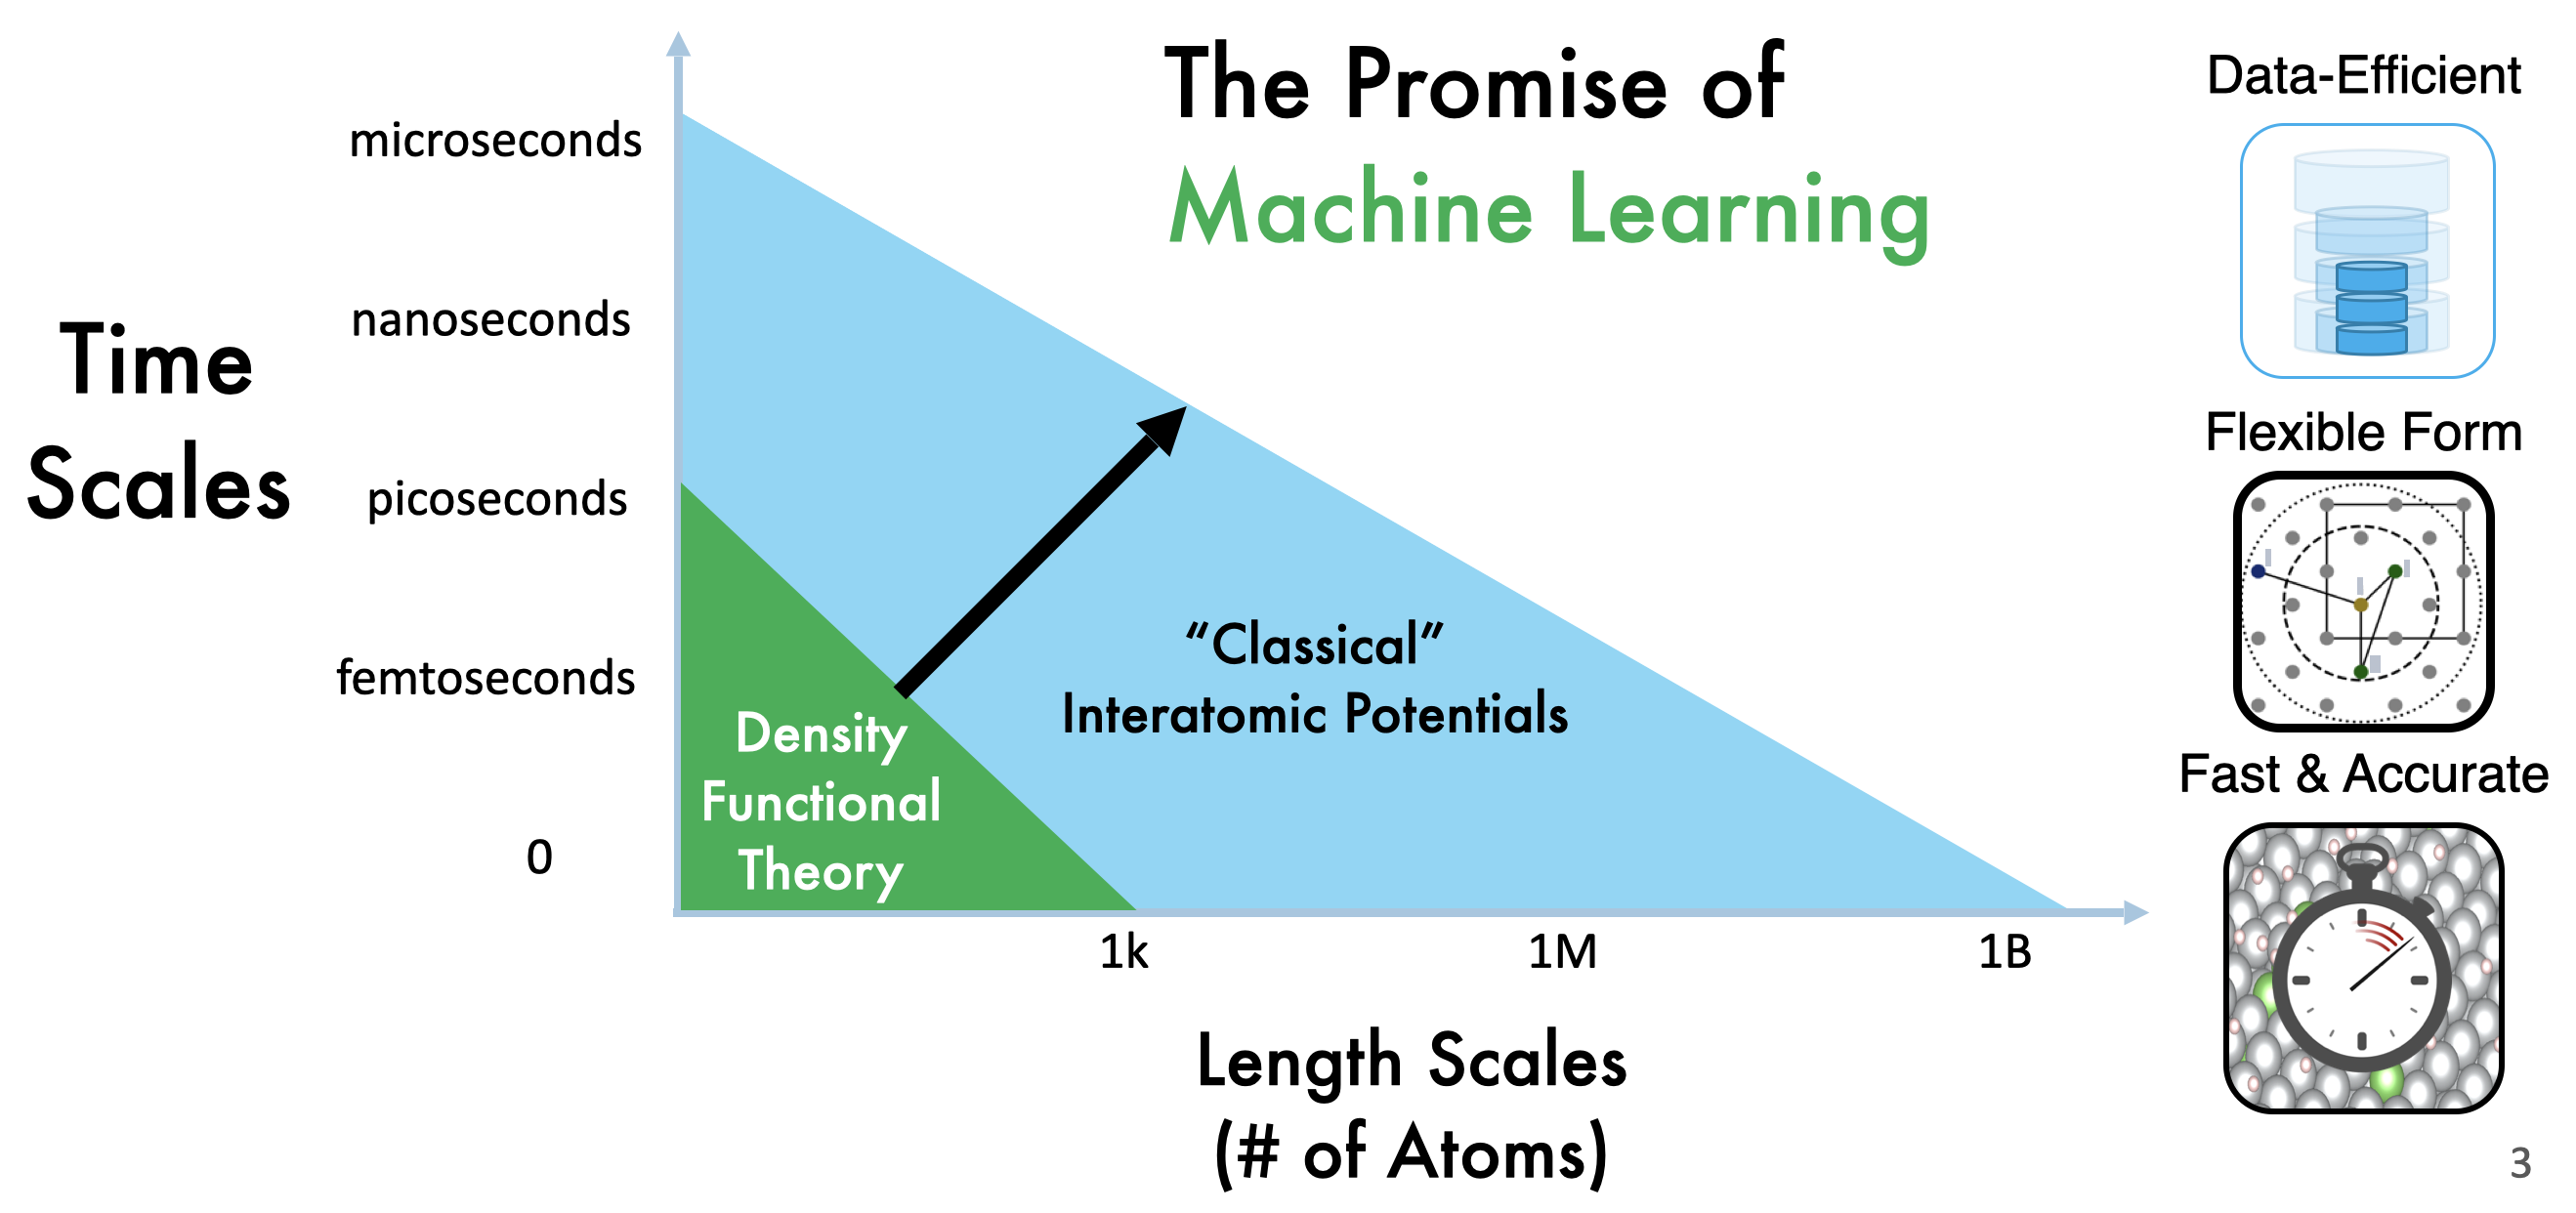 The Promise of
Machine Learning
Time
Scales
microseconds
nanoseconds
picoseconds
femtoseconds
0
Density
Functional
Theory
“Classical”
Interatomic Potentials
1k
1M
1B
Length Scales
(# of Atoms)
Data-Efficient
Flexible Form
Fast & Accurate
3